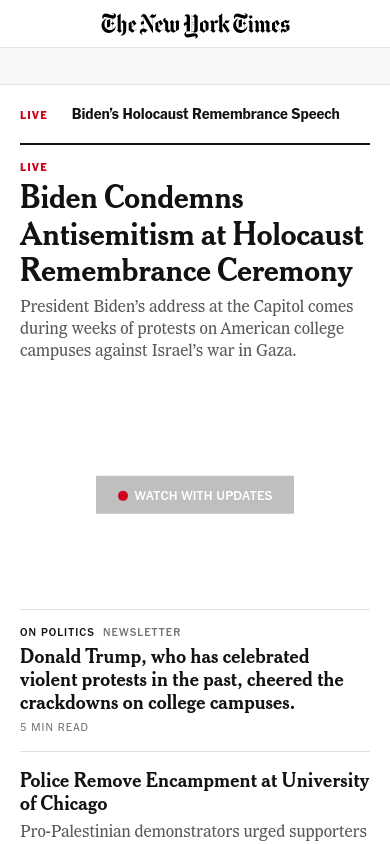 The New York Times
LIVE Biden’s Holocaust Remembrance Speech
LIVE
Biden Condemns
Antisemitism at Holocaust
Remembrance Ceremony
President Biden’s address at the Capitol comes
during weeks of protests on American college
campuses against Israel’s war in Gaza.
WATCH WITH UPDATES
ON POLITICS NEWSLETTER
Donald Trump, who has celebrated
violent protests in the past, cheered the
crackdowns on college campuses.
5 MIN READ
Police Remove Encampment at University
of Chicago
Pro-Palestinian demonstrators urged supporters